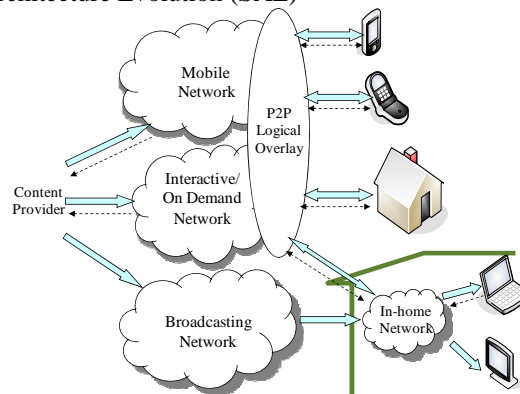 Mobile
Network
P2P
Logical
Overlay
Content
Provider
Interactive/
On Demand
Network
Broadcasting
Network
In-home
Network